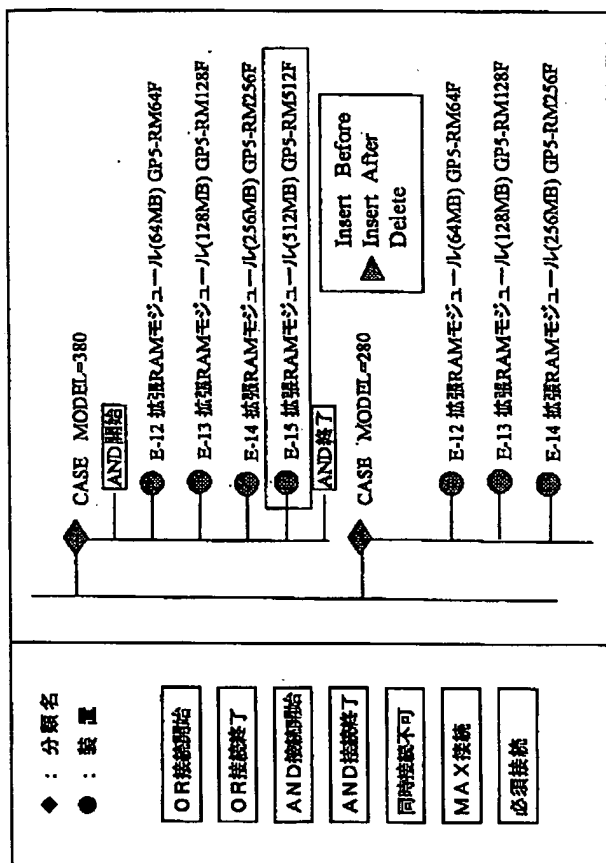 ◆：分類名
●：装置
OR接続開始
OR接続終了
AND接続開始
AND接続終了
同時接続不可
MAX接続
必須接続
CASE MODEL=380
AND開始
E-12 拡張RAMモジュール(64MB) GP5-RM64F
E-13 拡張RAMモジュール(128MB) GP5-RM128F
E-14 拡張RAMモジュール(256MB) GP5-RM256F
E-15 拡張RAMモジュール(512MB) GP5-RM512F
AND終了
Insert Before
Insert After
Delete
CASE MODEL=280
E-12 拡張RAMモジュール(64MB) GP5-RM64F
E-13 拡張RAMモジュール(128MB) GP5-RM128F
E-14 拡張RAMモジュール(256MB) GP5-RM256F